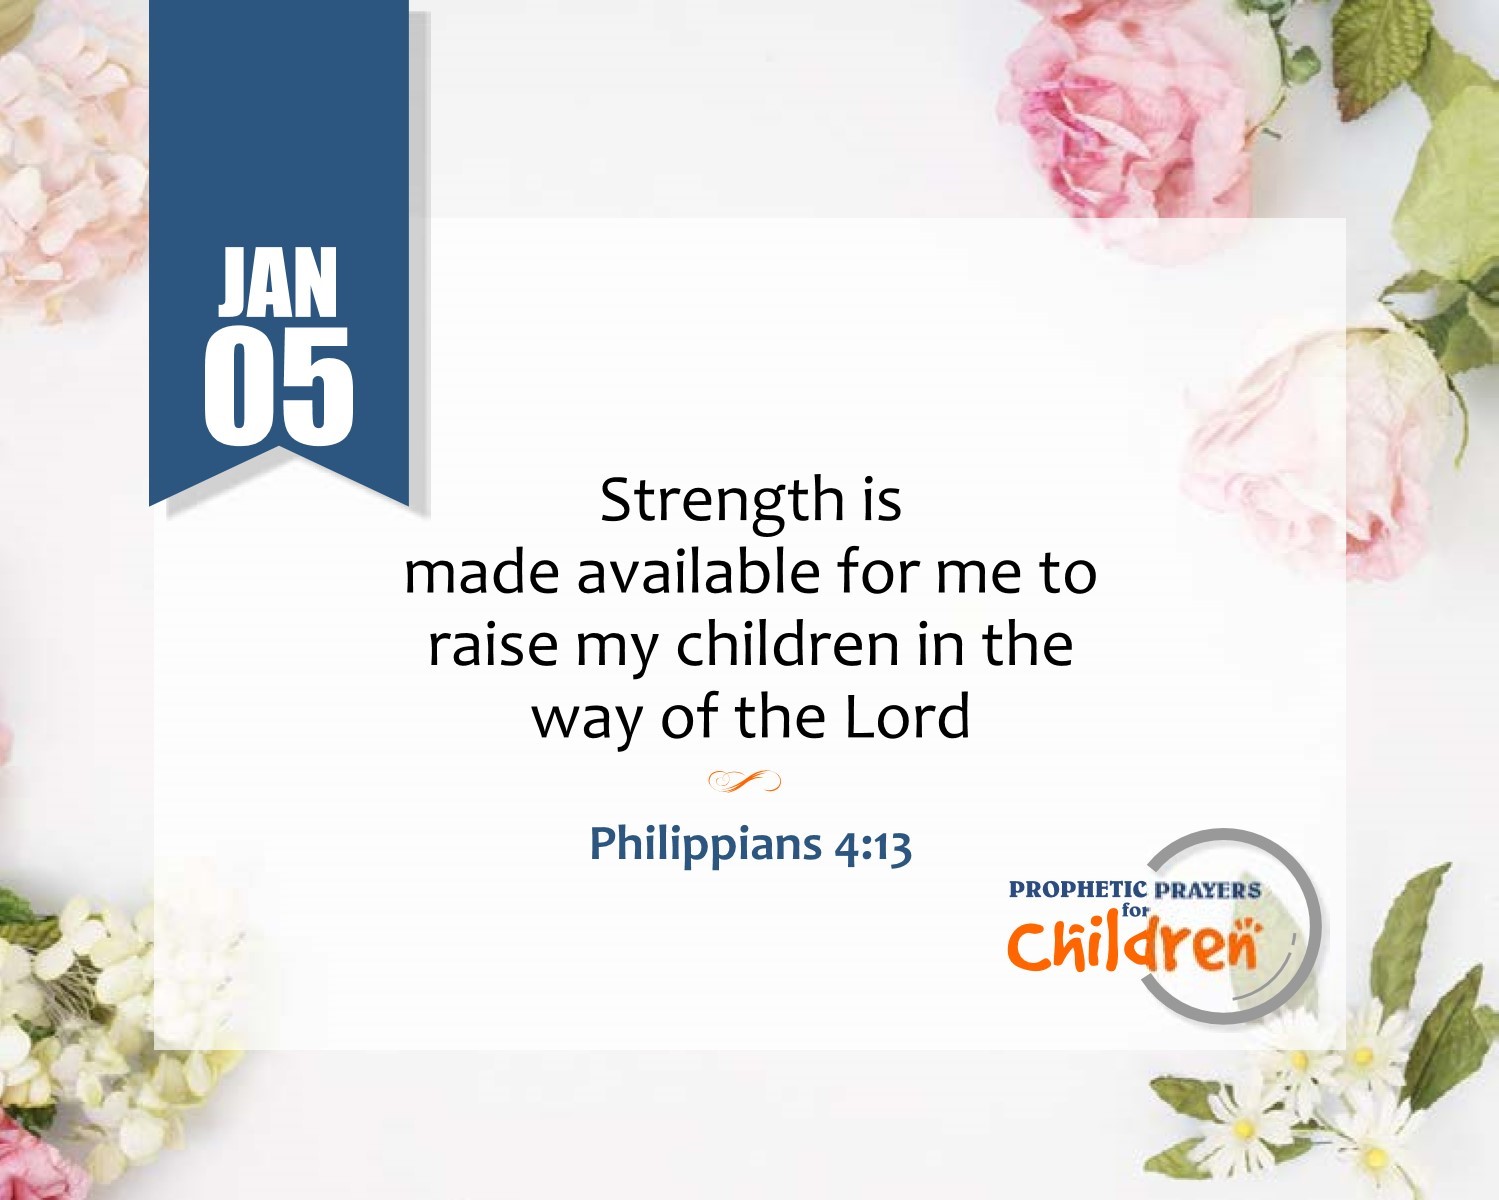 JAN
05
Strength is
made available for me to
raise my children in the
way of the Lord
Philippians 4:13
PROPHETIC PRAYERS
for
Children